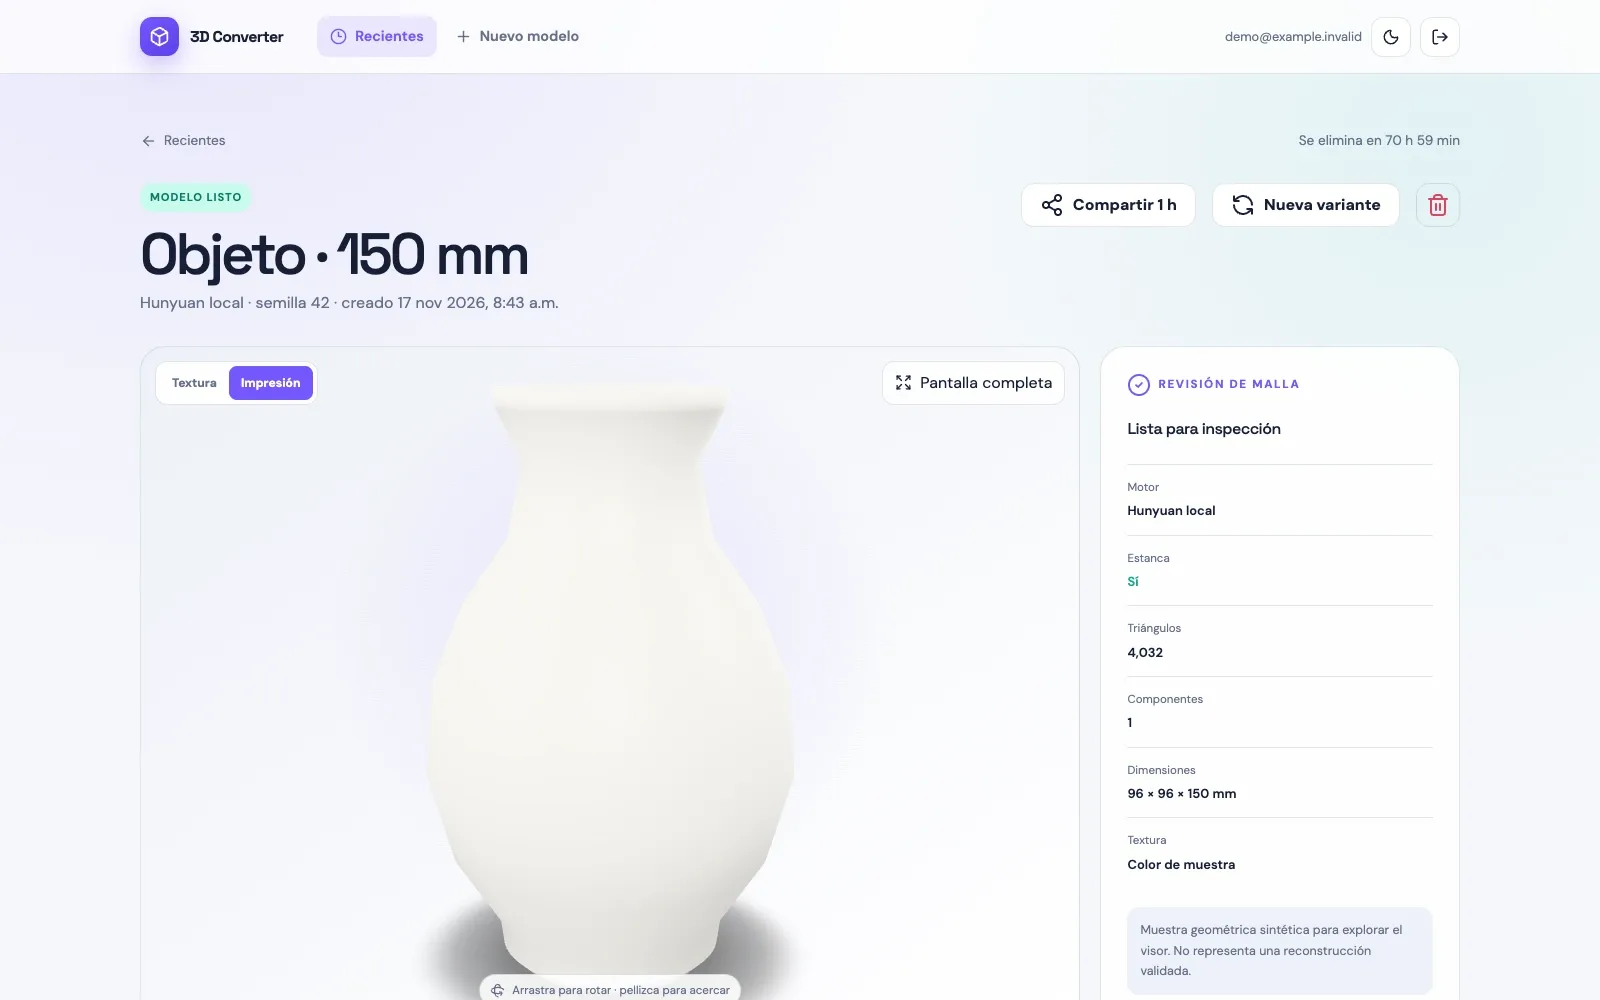 3D Converter
Recientes
Nuevo modelo
demo@example.invalid
Recientes
Se elimina en 70 h 59 min
MODELO LISTO
Compartir 1 h
Nueva variante
Objeto · 150 mm
Hunyuan local · semilla 42 · creado 17 nov 2026, 8:43 a.m.
Textura
Impresión
Pantalla completa
REVISIÓN DE MALLA
Lista para inspección
Motor
Hunyuan local
Estanca
Sí
Triángulos
4,032
Componentes
1
Dimensiones
96 × 96 × 150 mm
Textura
Color de muestra
Muestra geométrica sintética para explorar el
visor. No representa una reconstrucción
validada.
Arrastra para rotar · pellizca para acercar